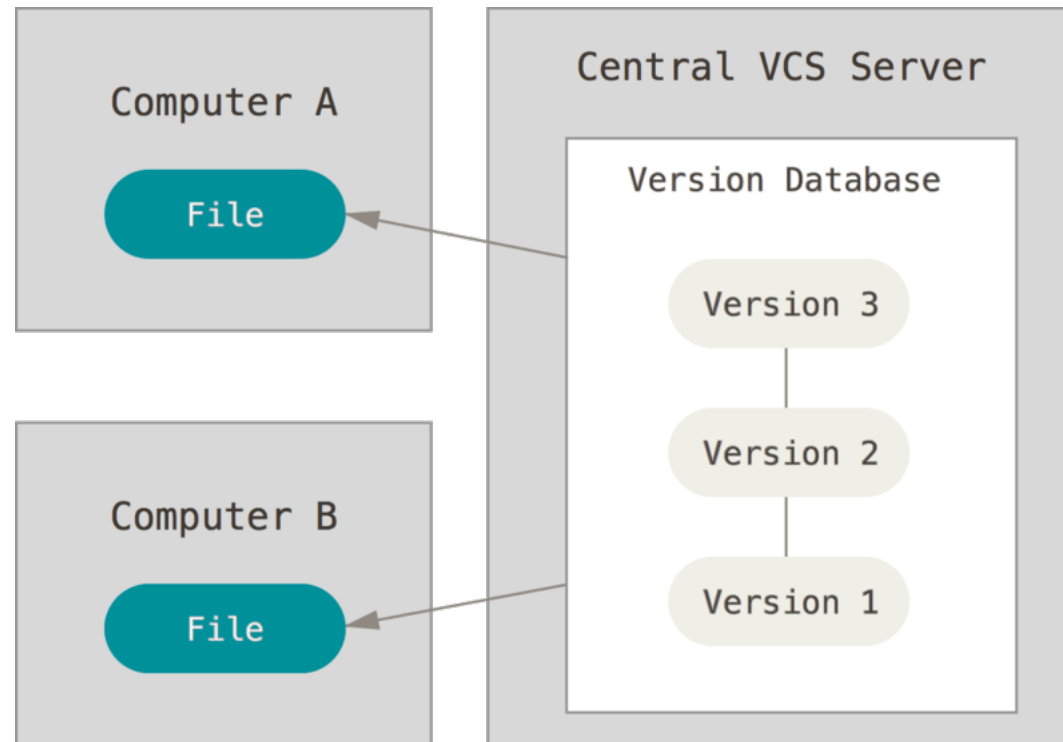 Computer A
File
Computer B
File
Central VCS Server
Version Database
Version 3
Version 2
Version 1